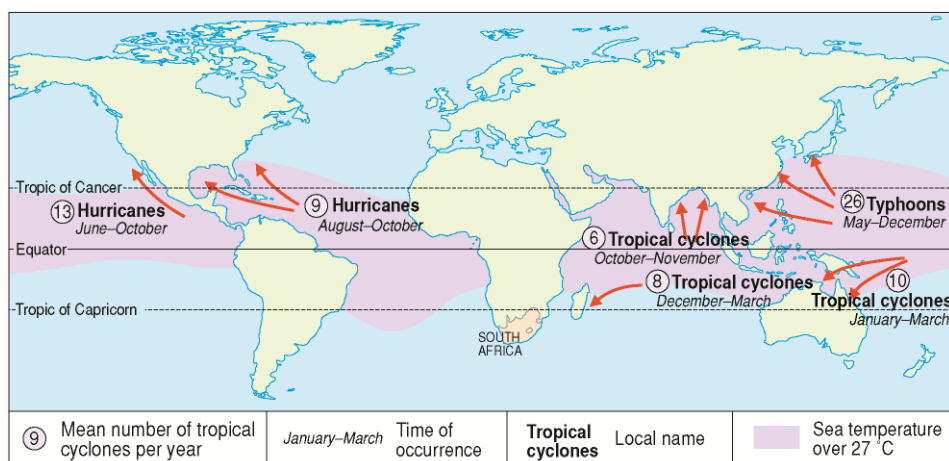 Tropic of Cancer
13 Hurricanes
June–October
9 Hurricanes
August–October
26 Typhoons
May–December
Equator
6 Tropical cyclones
October–November
8 Tropical cyclones
December–March
10
Tropical cyclones
January–March
Tropic of Capricorn
SOUTH
AFRICA
9 Mean number of tropical
cyclones per year
January–March Time of
occurrence
Tropical
cyclones Local name
Sea temperature
over 27 °C